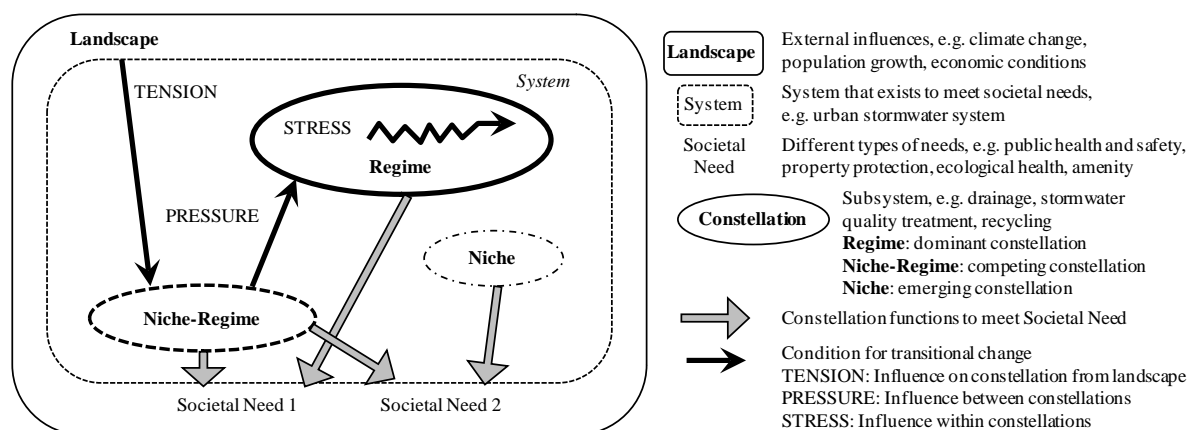 Landscape
System
TENSION
STRESS
Regime
PRESSURE
Niche
Niche-Regime
Societal Need 1
Societal Need 2
Landscape
External influences, e.g. climate change,
population growth, economic conditions
System
System that exists to meet societal needs,
e.g. urban stormwater system
Societal
Need
Different types of needs, e.g. public health and safety,
property protection, ecological health, amenity
Constellation
Subsystem, e.g. drainage, stormwater
quality treatment, recycling
Regime: dominant constellation
Niche-Regime: competing constellation
Niche: emerging constellation
Constellation functions to meet Societal Need
Condition for transitional change
TENSION: Influence on constellation from landscape
PRESSURE: Influence between constellations
STRESS: Influence within constellations